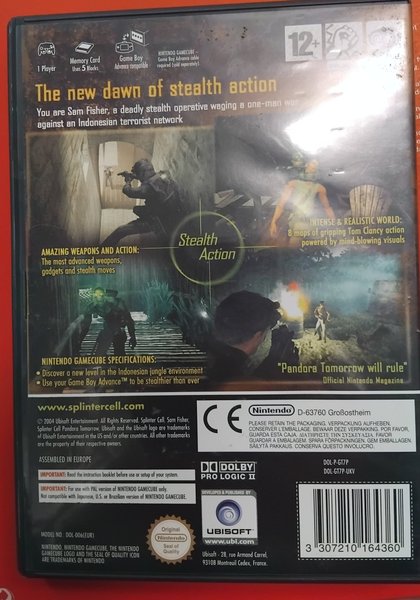 1 Player
Memory Card
Uses 5 Blocks
Game Boy
Advance compatible
NINTENDO GAMECUBE
Game Boy Advance cable
required (sold separately)
12+
The new dawn of stealth action
You are Sam Fisher, a deadly stealth operative waging a one-man war
against an Indonesian terrorist network
INTENSE & REALISTIC WORLD:
8 maps of gripping Tom Clancy action
powered by mind-blowing visuals
Stealth
Action
AMAZING WEAPONS AND ACTION:
The most advanced weapons,
gadgets and stealth moves
NINTENDO GAMECUBE SPECIFICATIONS:
• Discover a new level in the Indonesian jungle environment
• Use your Game Boy Advance™ to be stealthier than ever
"Pandora Tomorrow will rule"
Official Nintendo Magazine
www.splintercell.com
© 2004 Ubisoft Entertainment. All Rights Reserved. Splinter Cell, Sam Fisher,
Splinter Cell Pandora Tomorrow, Ubisoft and the Ubisoft logo are trademarks of
Ubisoft Entertainment in the US and/or other countries. All other trademarks
are the property of their respective owners.
ASSEMBLED IN EUROPE
IMPORTANT: Read the instruction booklet before use or setup of your system.
IMPORTANT: For use with PAL version of NINTENDO GAMECUBE only.
Not compatible with Japanese, U.S. or Brazilian version of NINTENDO GAMECUBE.
MODEL NO : DOL-006(EUR)
NINTENDO, NINTENDO GAMECUBE, THE NINTENDO
GAMECUBE LOGO AND THE SEAL OF QUALITY ICON
ARE TRADEMARKS OF NINTENDO
Original
Nintendo
Seal of
Quality
CE
Nintendo
D-63760 Großostheim
PLEASE RETAIN THE PACKAGING. VERPACKUNG AUFHEBEN.
CONSERVER L'EMBALLAGE. BEWAAR DEZE VERPAKKING. POR FAVOR
GUARDA ESTA CAJA. ΔΙΑΤΗΡΕΙΣΤΕ ΤΗΝ ΣΥΣΚΕΥΑΣΙΑ. FAVOR
GUARDAR A EMBALAGEM. SPARA FÖRPACKNINGEN. GEM EMBALLAGEN.
SÄILYTÄ PAKKAUS. CONSERVA QUESTO INVOLUCRO.
DOLBY
PRO LOGIC II
DOL-P-GT7P
DOL-GT7P-UKV
DEVELOPED & PUBLISHED BY
UBISOFT
www.ubi.com
Ubisoft - 28, rue Armand Carrel,
93108 Montreuil Cedex, France
3 307210 164360